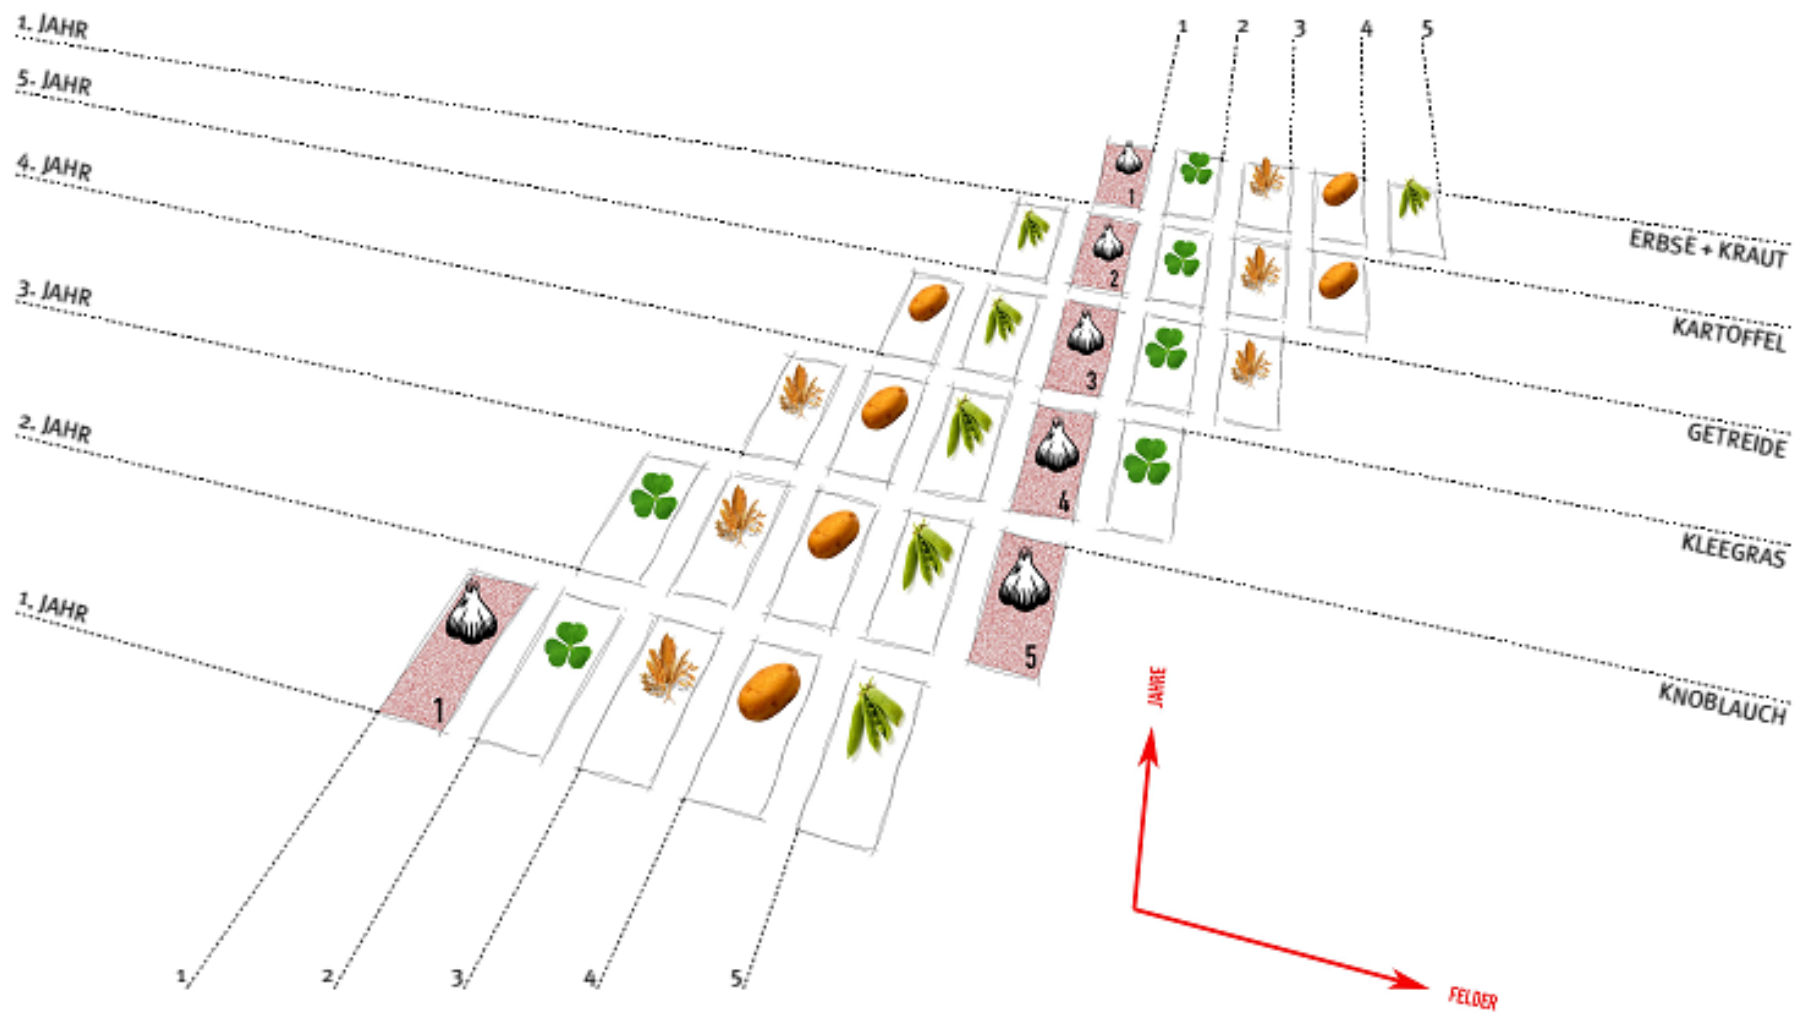 1. JAHR
5. JAHR
4. JAHR
3. JAHR
2. JAHR
1. JAHR
1 2 3 4 5
1
2
3
4
5
1
ERBSE + KRAUT
KARTOFFEL
GETREIDE
KLEEGRAS
KNOBLAUCH
1 2 3 4 5
JAHRE
FELDER